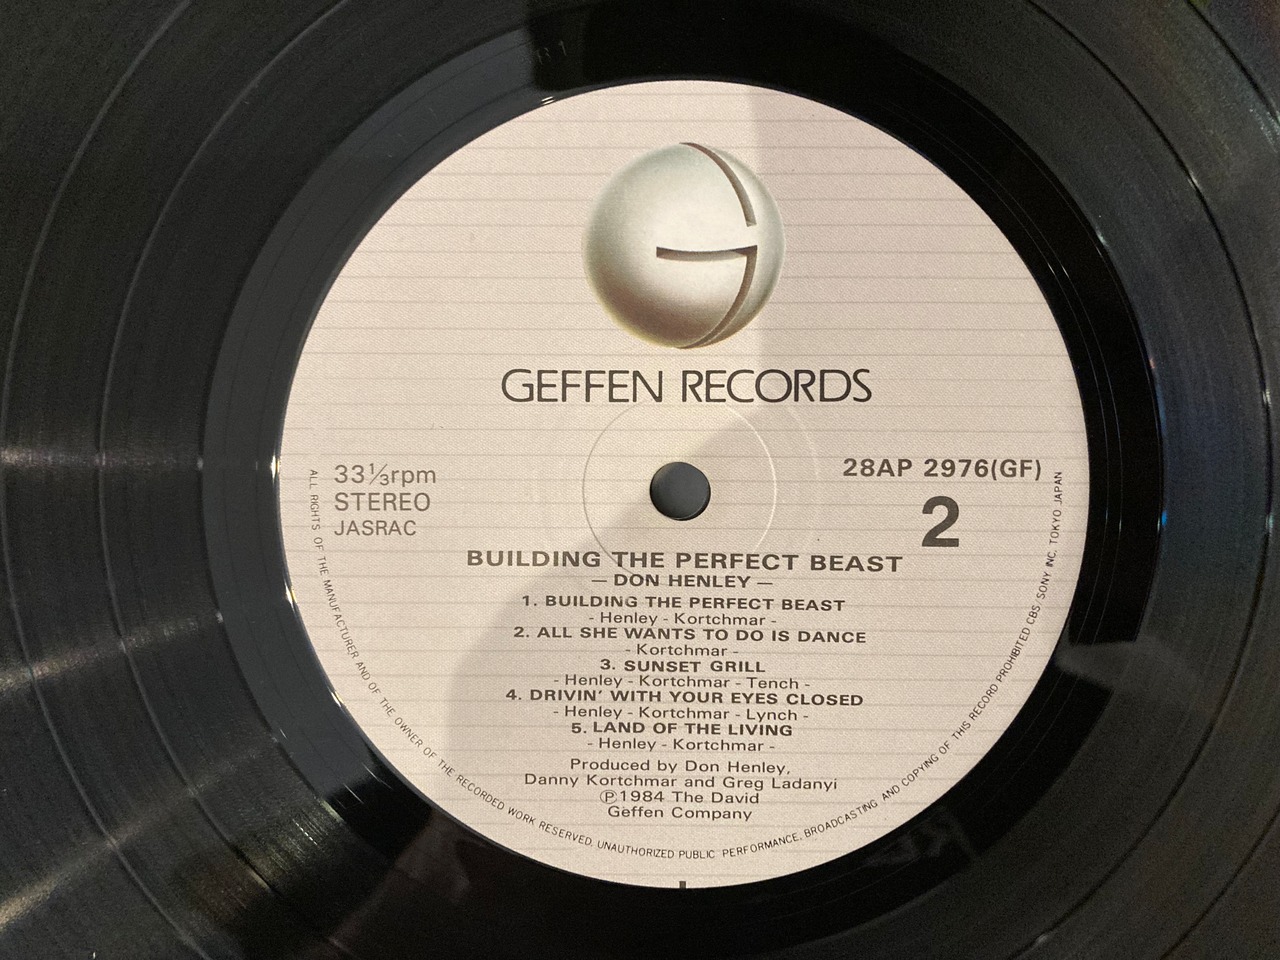 GEFFEN RECORDS
33⅓rpm
STEREO
JASRAC
28AP 2976(GF)
2
BUILDING THE PERFECT BEAST
— DON HENLEY —
1. BUILDING THE PERFECT BEAST
- Henley - Kortchmar -
2. ALL SHE WANTS TO DO IS DANCE
- Kortchmar -
3. SUNSET GRILL
- Henley - Kortchmar - Tench -
4. DRIVIN' WITH YOUR EYES CLOSED
- Henley - Kortchmar - Lynch -
5. LAND OF THE LIVING
- Henley - Kortchmar -
Produced by Don Henley,
Danny Kortchmar and Greg Ladanyi
℗1984 The David
Geffen Company
ALL RIGHTS OF THE MANUFACTURER AND OF THE OWNER OF THE RECORDED WORK RESERVED. UNAUTHORIZED PUBLIC PERFORMANCE, BROADCASTING AND COPYING OF THIS RECORD PROHIBITED CBS/SONY INC. TOKYO JAPAN